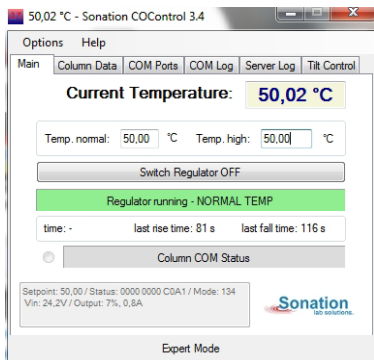 50,02 °C - Sonation COControl 3.4
Options Help
Main Column Data COM Ports COM Log Server Log Tilt Control
Current Temperature: 50,02 °C
Temp. normal: 50,00 °C Temp. high: 50,00 °C
Switch Regulator OFF
Regulator running - NORMAL TEMP
time: - last rise time: 81 s last fall time: 116 s
Column COM Status
Setpoint: 50,00 / Status: 0000 0000 C0A1 / Mode: 134
Vin: 24,2V / Output: 7%, 0,8A
Sonation
lab solutions.
Expert Mode